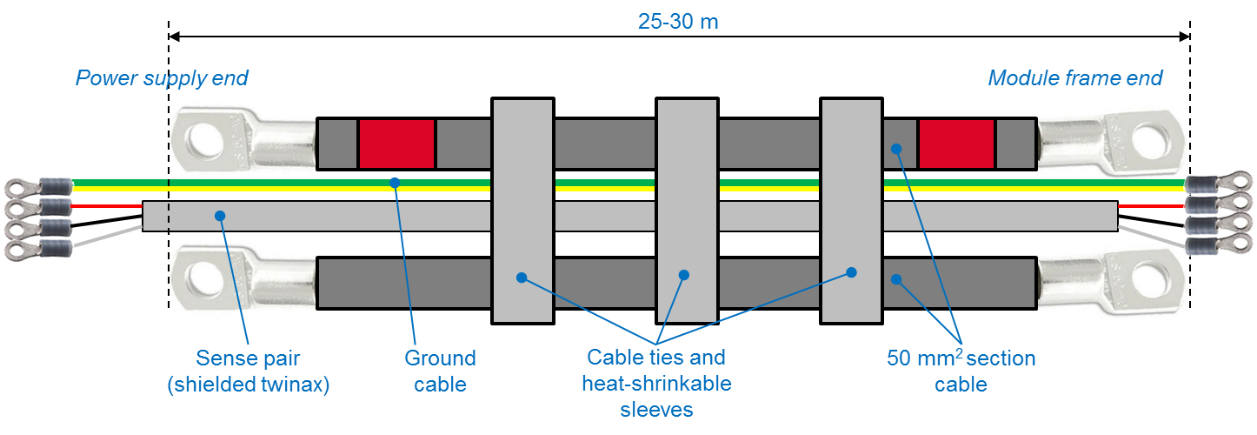 25-30 m
Power supply end
Module frame end
Sense pair
(shielded twinax)
Ground
cable
Cable ties and
heat-shrinkable
sleeves
50 mm² section
cable